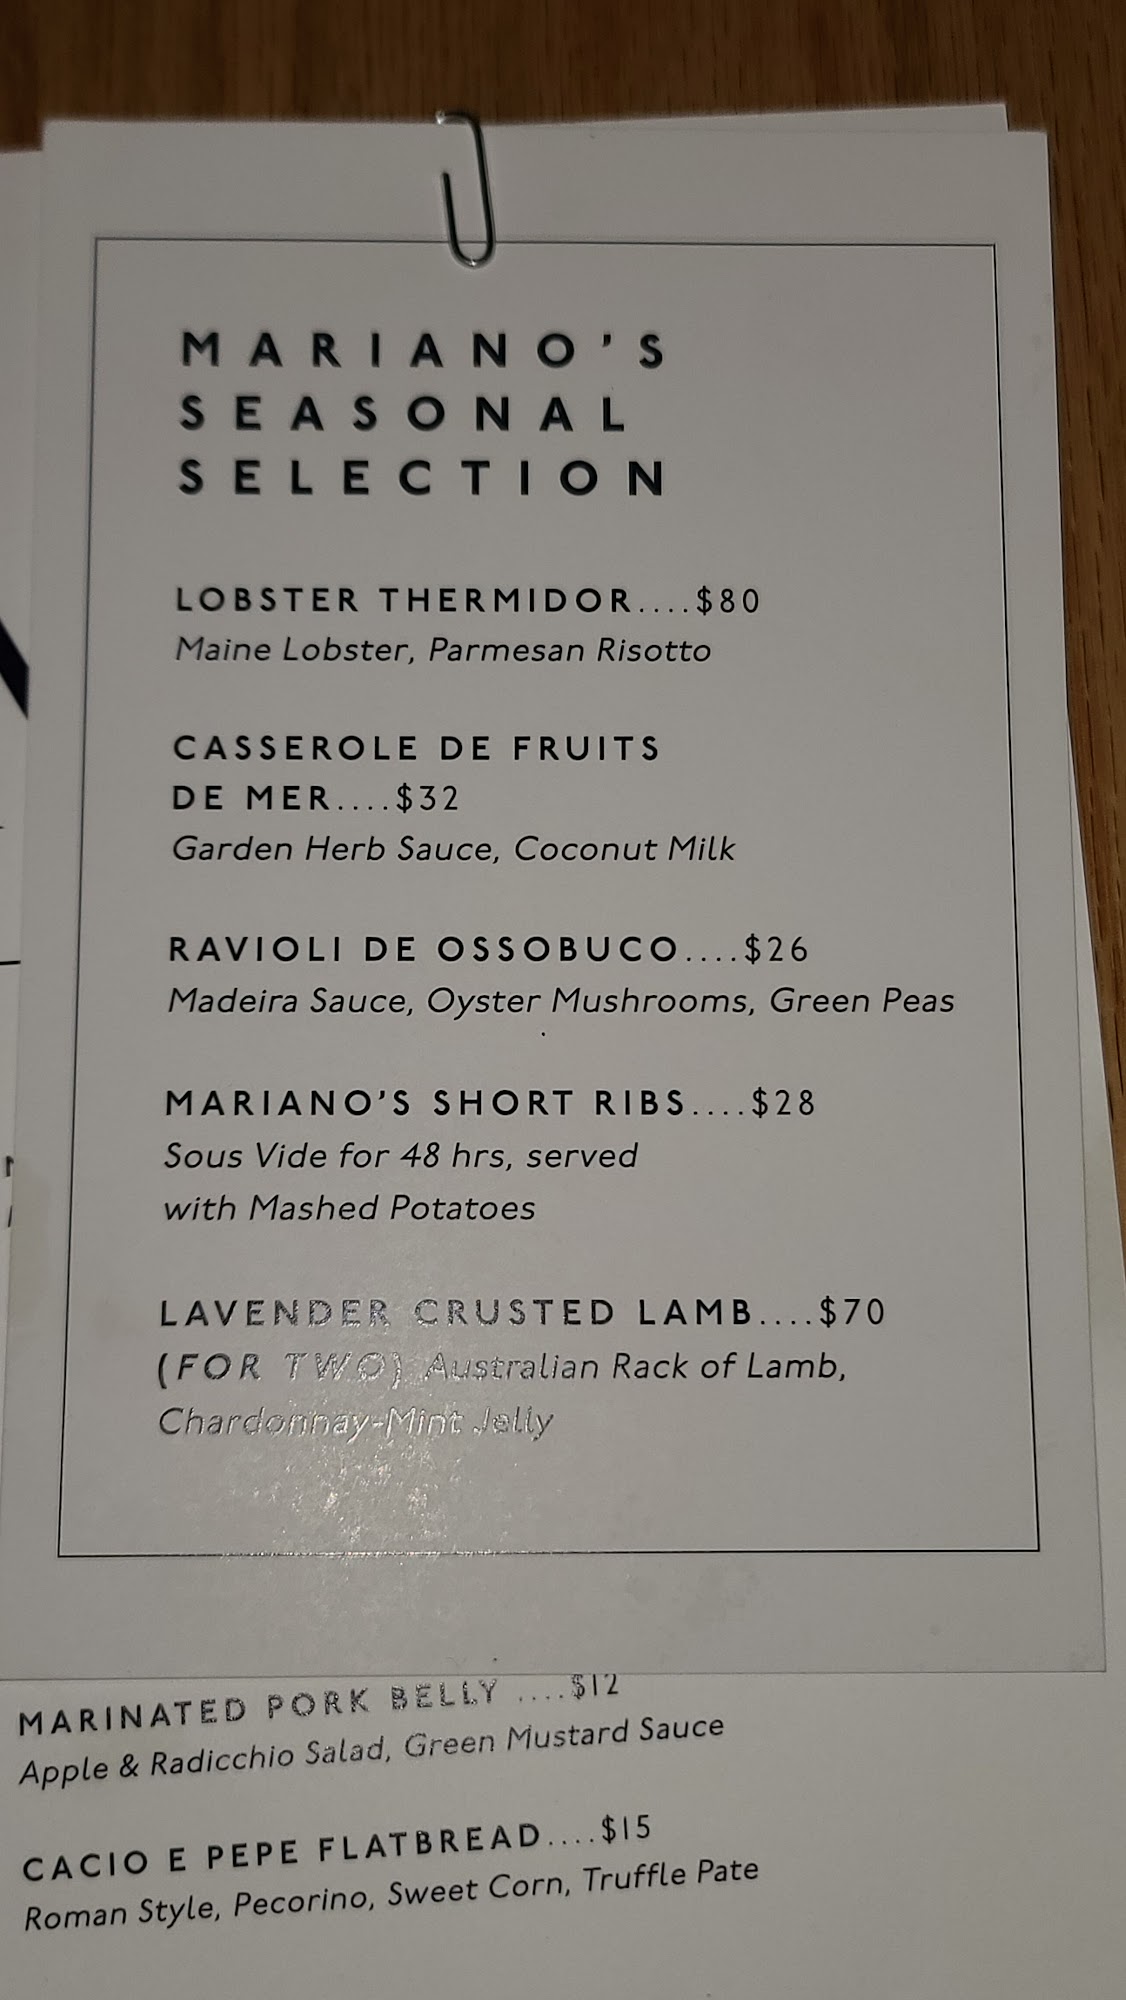 MARIANO'S
SEASONAL
SELECTION
LOBSTER THERMIDOR....$80
Maine Lobster, Parmesan Risotto
CASSEROLE DE FRUITS
DE MER....$32
Garden Herb Sauce, Coconut Milk
RAVIOLI DE OSSOBUCO....$26
Madeira Sauce, Oyster Mushrooms, Green Peas
MARIANO'S SHORT RIBS....$28
Sous Vide for 48 hrs, served
with Mashed Potatoes
LAVENDER CRUSTED LAMB....$70
(FOR TWO) Australian Rack of Lamb,
Chardonnay-Mint Jelly
MARINATED PORK BELLY ....$12
Apple & Radicchio Salad, Green Mustard Sauce
CACIO E PEPE FLATBREAD....$15
Roman Style, Pecorino, Sweet Corn, Truffle Pate